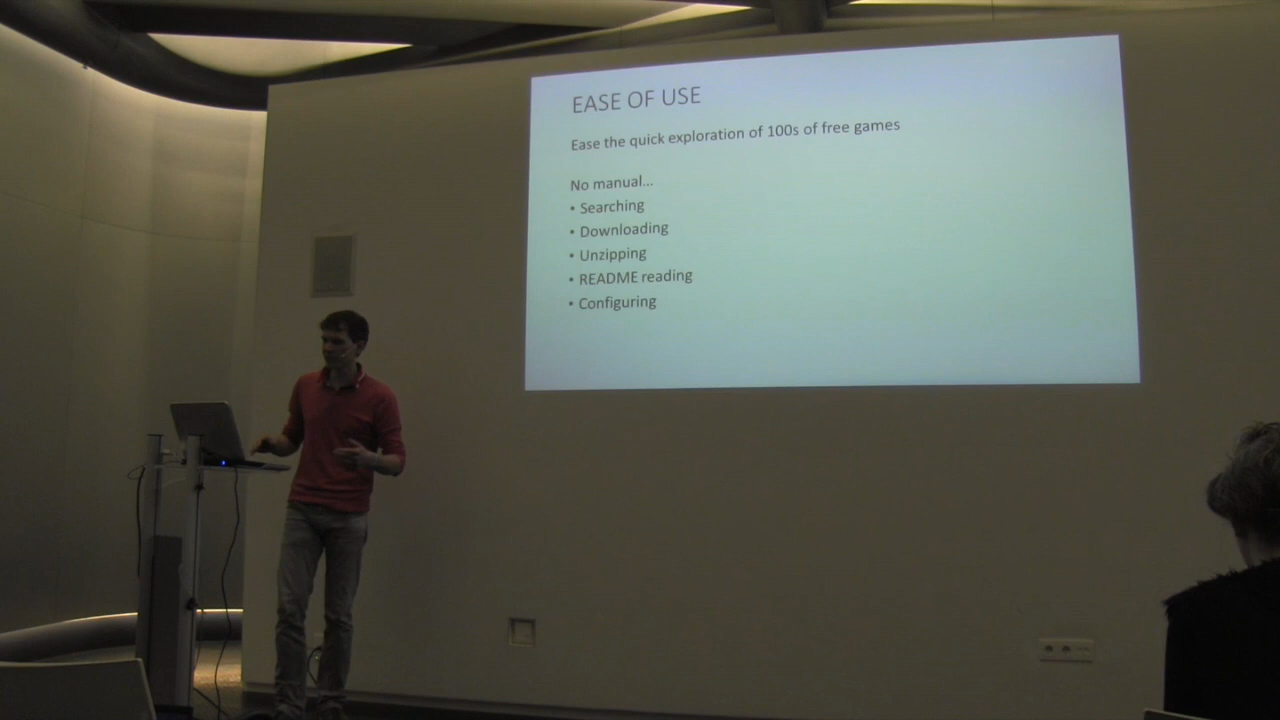 EASE OF USE
Ease the quick exploration of 100s of free games
No manual...
• Searching
• Downloading
• Unzipping
• README reading
• Configuring